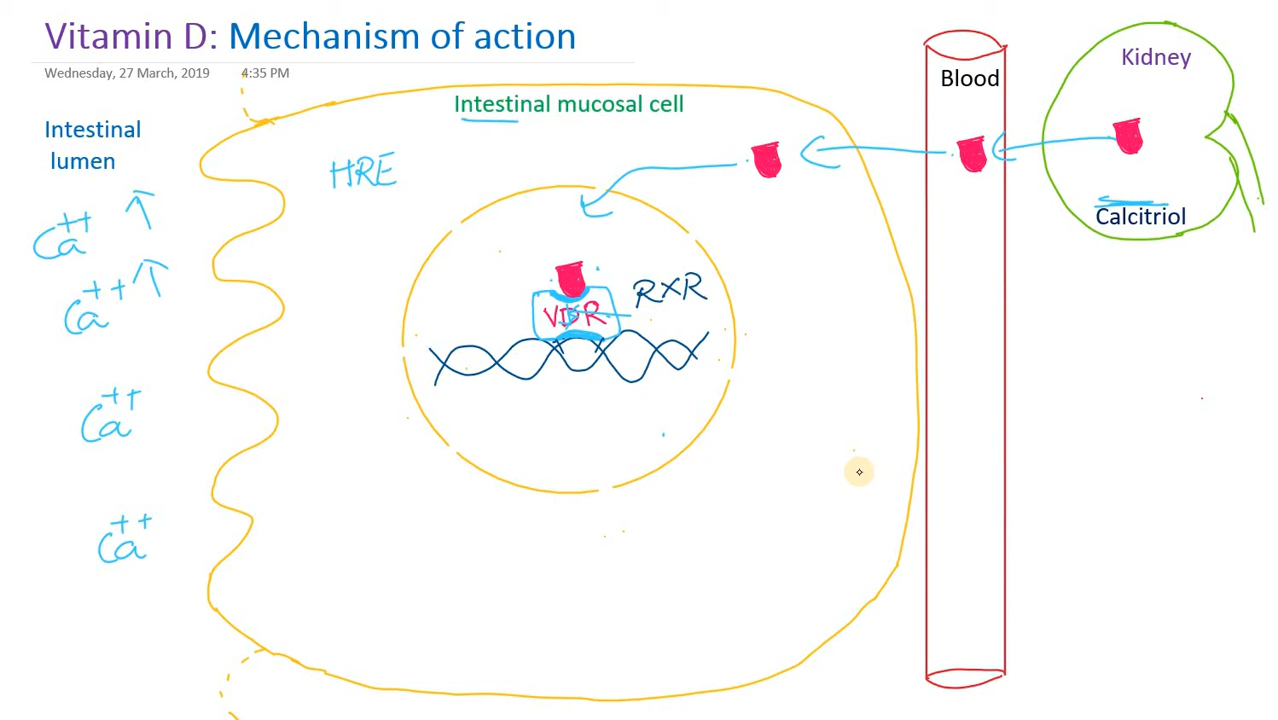 Vitamin D: Mechanism of action
Wednesday, 27 March, 2019 4:35 PM
Intestinal mucosal cell
Blood
Kidney
Intestinal
lumen
HRE
Calcitriol
Ca++ ↑
Ca++ ↑
RXR
VDR
Ca++
Ca++